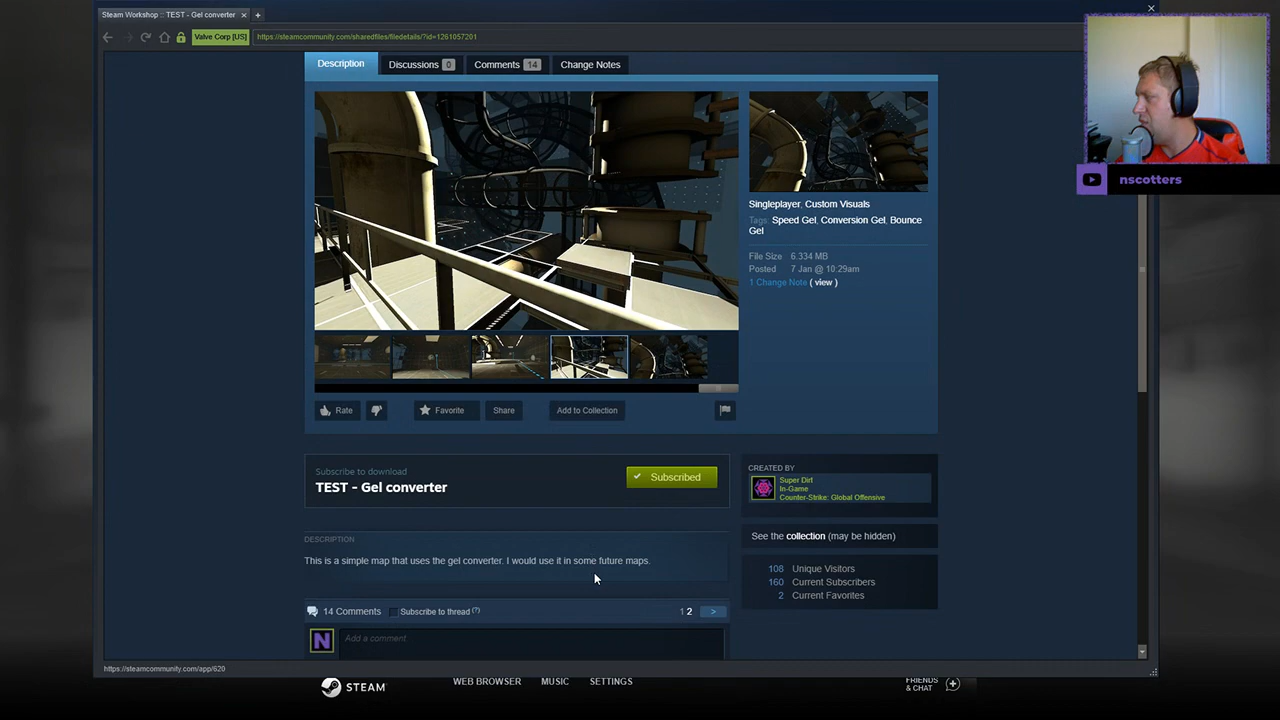 Steam Workshop :: TEST - Gel converter
Valve Corp [US]
https://steamcommunity.com/sharedfiles/filedetails/?id=1261057201
Description
Discussions 0
Comments 14
Change Notes
nscotters
Singleplayer, Custom Visuals
Tags: Speed Gel, Conversion Gel, Bounce
Gel
File Size 6.334 MB
Posted 7 Jan @ 10:29am
1 Change Note ( view )
Rate
Favorite
Share
Add to Collection
Subscribe to download
TEST - Gel converter
Subscribed
CREATED BY
Super Dirl
In-Game
Counter-Strike: Global Offensive
See the collection (may be hidden)
DESCRIPTION
This is a simple map that uses the gel converter. I would use it in some future maps.
108 Unique Visitors
160 Current Subscribers
2 Current Favorites
14 Comments Subscribe to thread (?) 1 2 >
N
Add a comment
https://steamcommunity.com/app/620
STEAM
WEB BROWSER
MUSIC
SETTINGS
FRIENDS
& CHAT